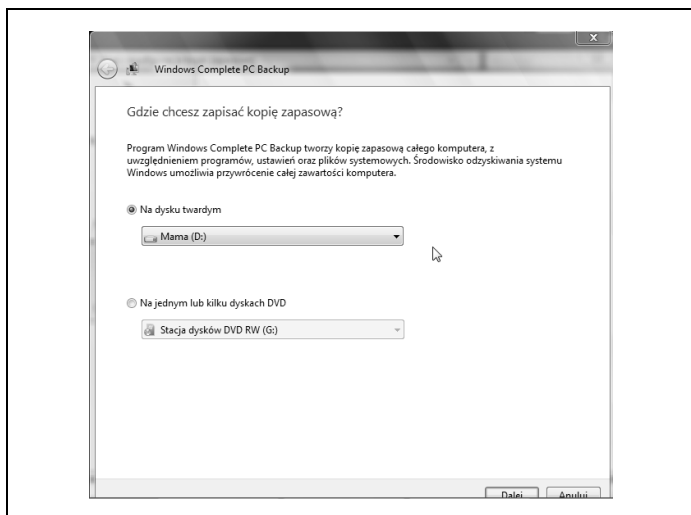 X
Windows Complete PC Backup
Gdzie chcesz zapisać kopię zapasową?
Program Windows Complete PC Backup tworzy kopię zapasową całego komputera, z
uwzględnieniem programów, ustawień oraz plików systemowych. Środowisko odzyskiwania systemu
Windows umożliwia przywrócenie całej zawartości komputera.
Na dysku twardym
Mama (D:)
Na jednym lub kilku dyskach DVD
Stacja dysków DVD RW (G:)
Dalej Anuluj